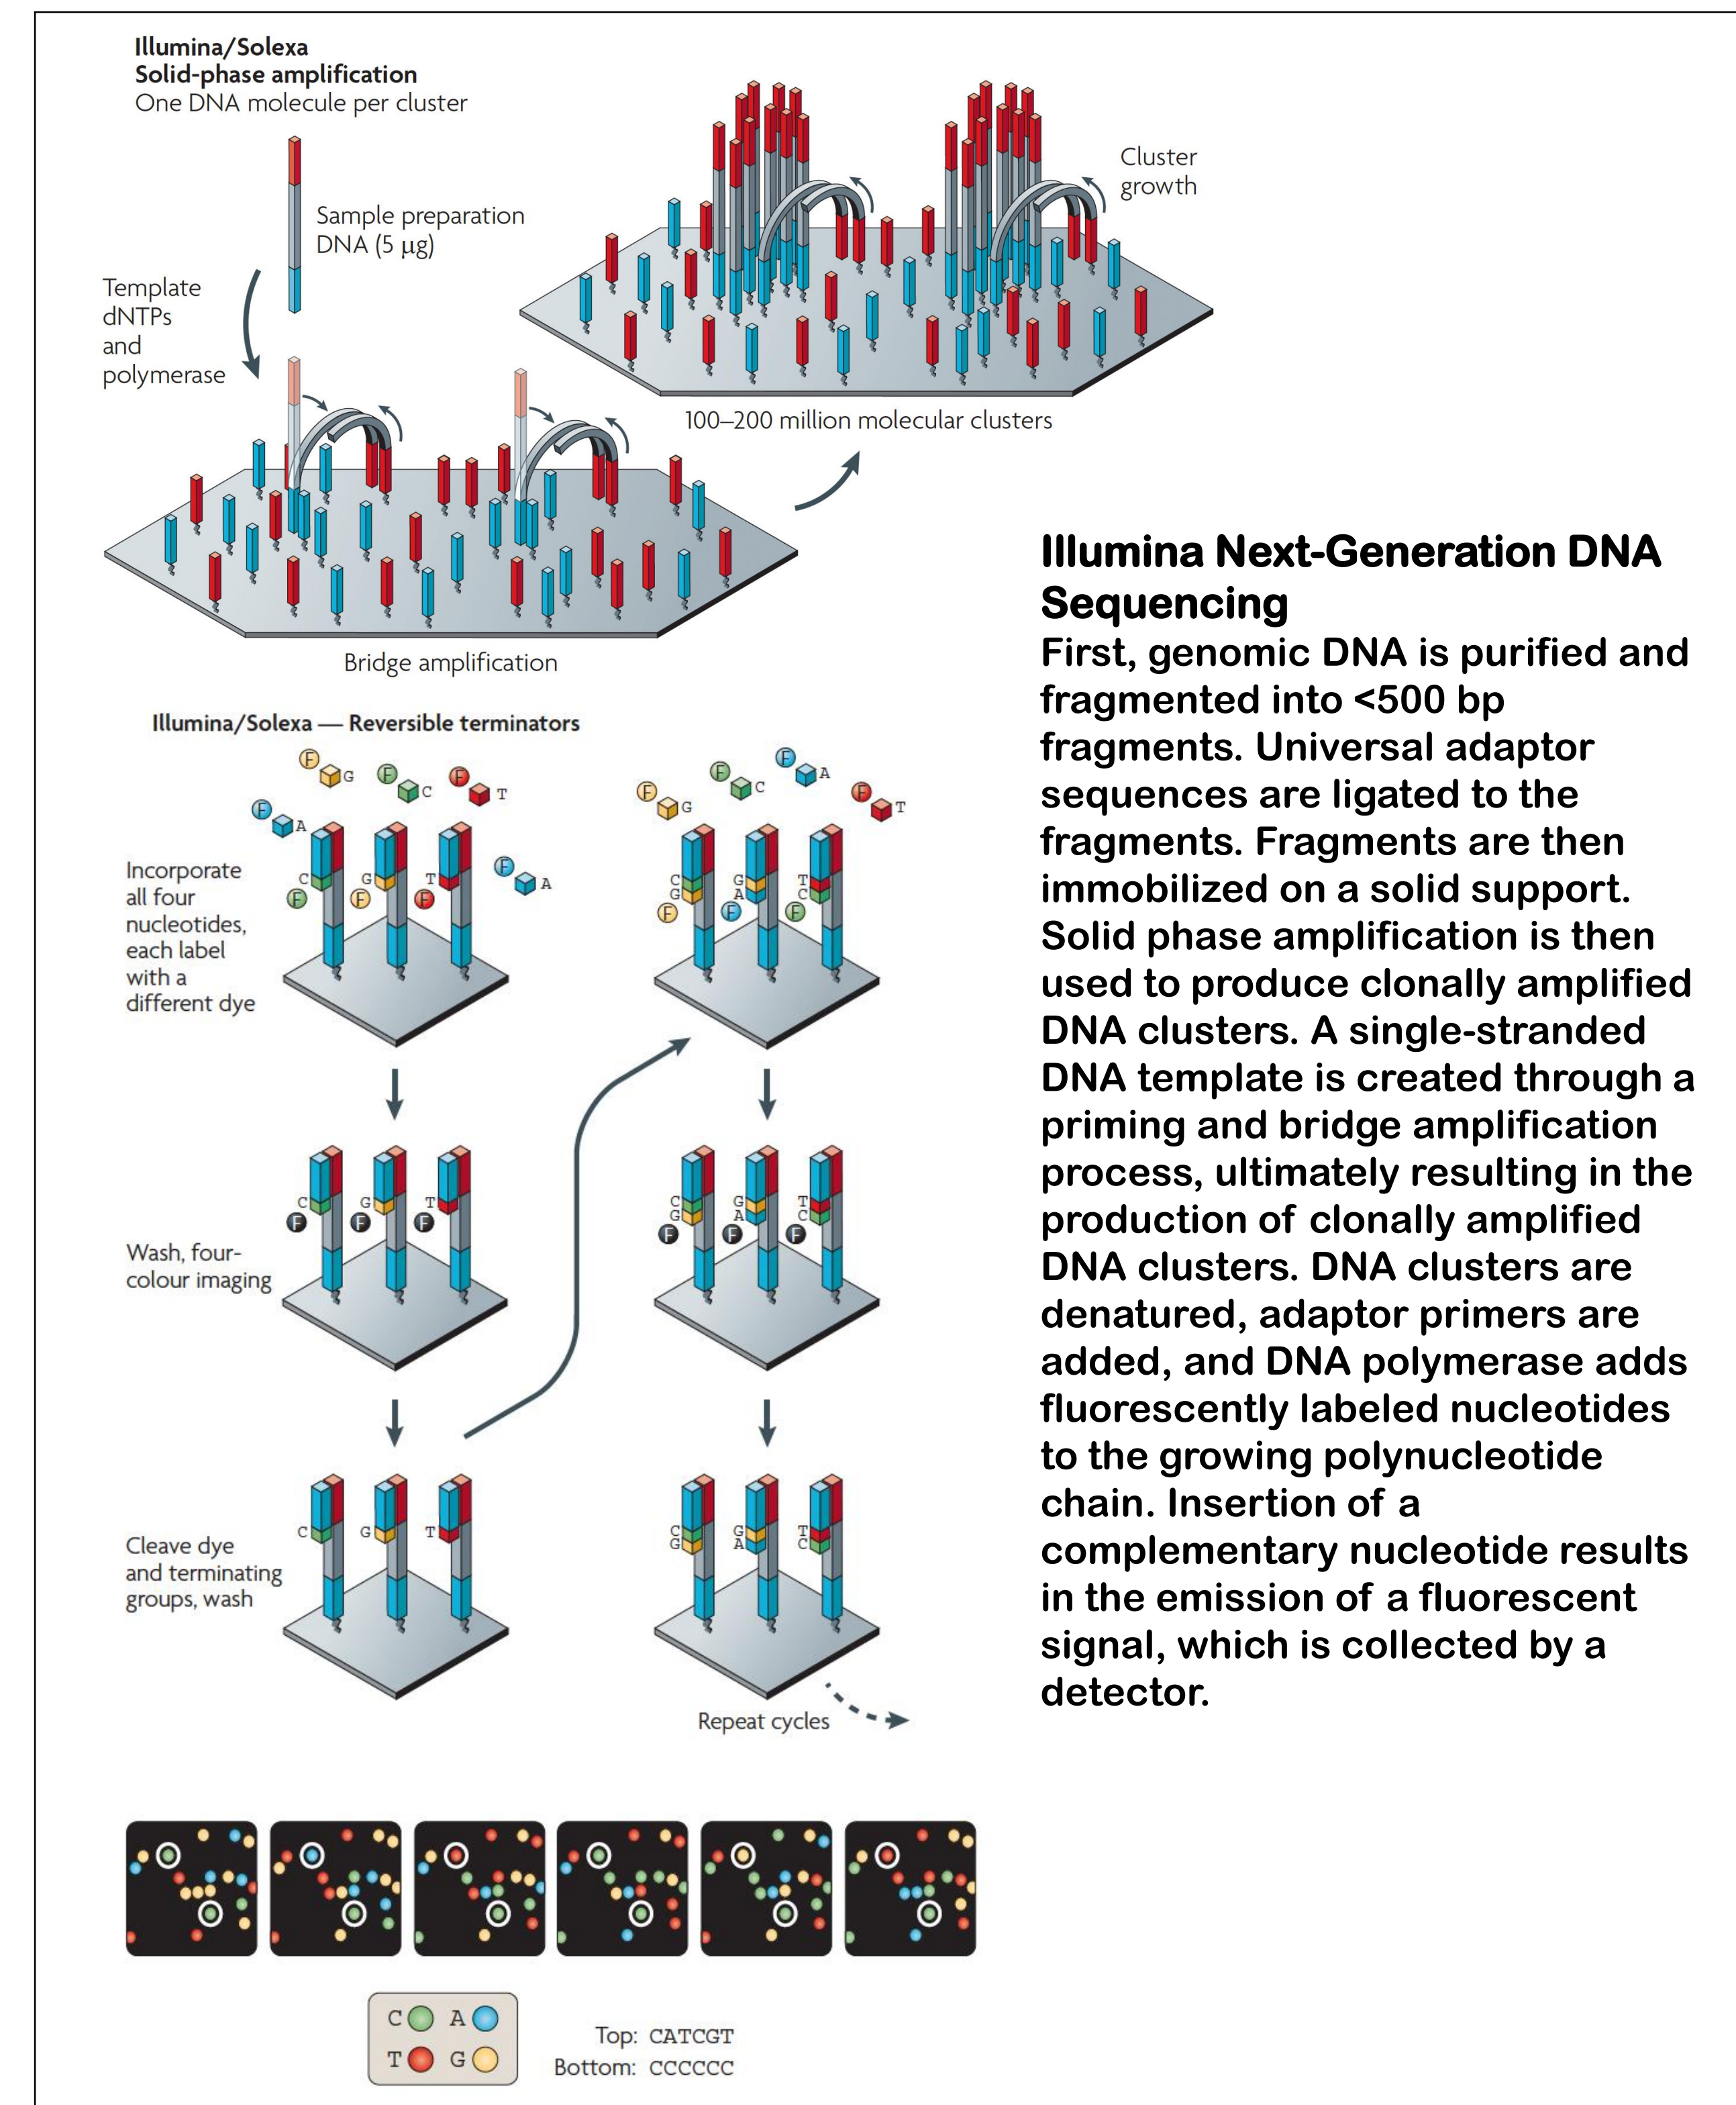 Illumina/Solexa
Solid-phase amplification
One DNA molecule per cluster
Sample preparation
DNA (5 µg)
Template
dNTPs
and
polymerase
Cluster
growth
100–200 million molecular clusters
Bridge amplification
Illumina Next-Generation DNA
Sequencing
First, genomic DNA is purified and
fragmented into <500 bp
fragments. Universal adaptor
sequences are ligated to the
fragments. Fragments are then
immobilized on a solid support.
Solid phase amplification is then
used to produce clonally amplified
DNA clusters. A single-stranded
DNA template is created through a
priming and bridge amplification
process, ultimately resulting in the
production of clonally amplified
DNA clusters. DNA clusters are
denatured, adaptor primers are
added, and DNA polymerase adds
fluorescently labeled nucleotides
to the growing polynucleotide
chain. Insertion of a
complementary nucleotide results
in the emission of a fluorescent
signal, which is collected by a
detector.
Illumina/Solexa — Reversible terminators
F G F C F T
F A
F A
C G T
F F F
Incorporate
all four
nucleotides,
each label
with a
different dye
F G F C F A F T
C G T
G A C
F F F
Wash, four-
colour imaging
C G T
F F F
C G T
G A C
F F F
Cleave dye
and terminating
groups, wash
C G T
C G T
G A C
Repeat cycles
C A
T G
Top: CATCGT
Bottom: CCCCCC